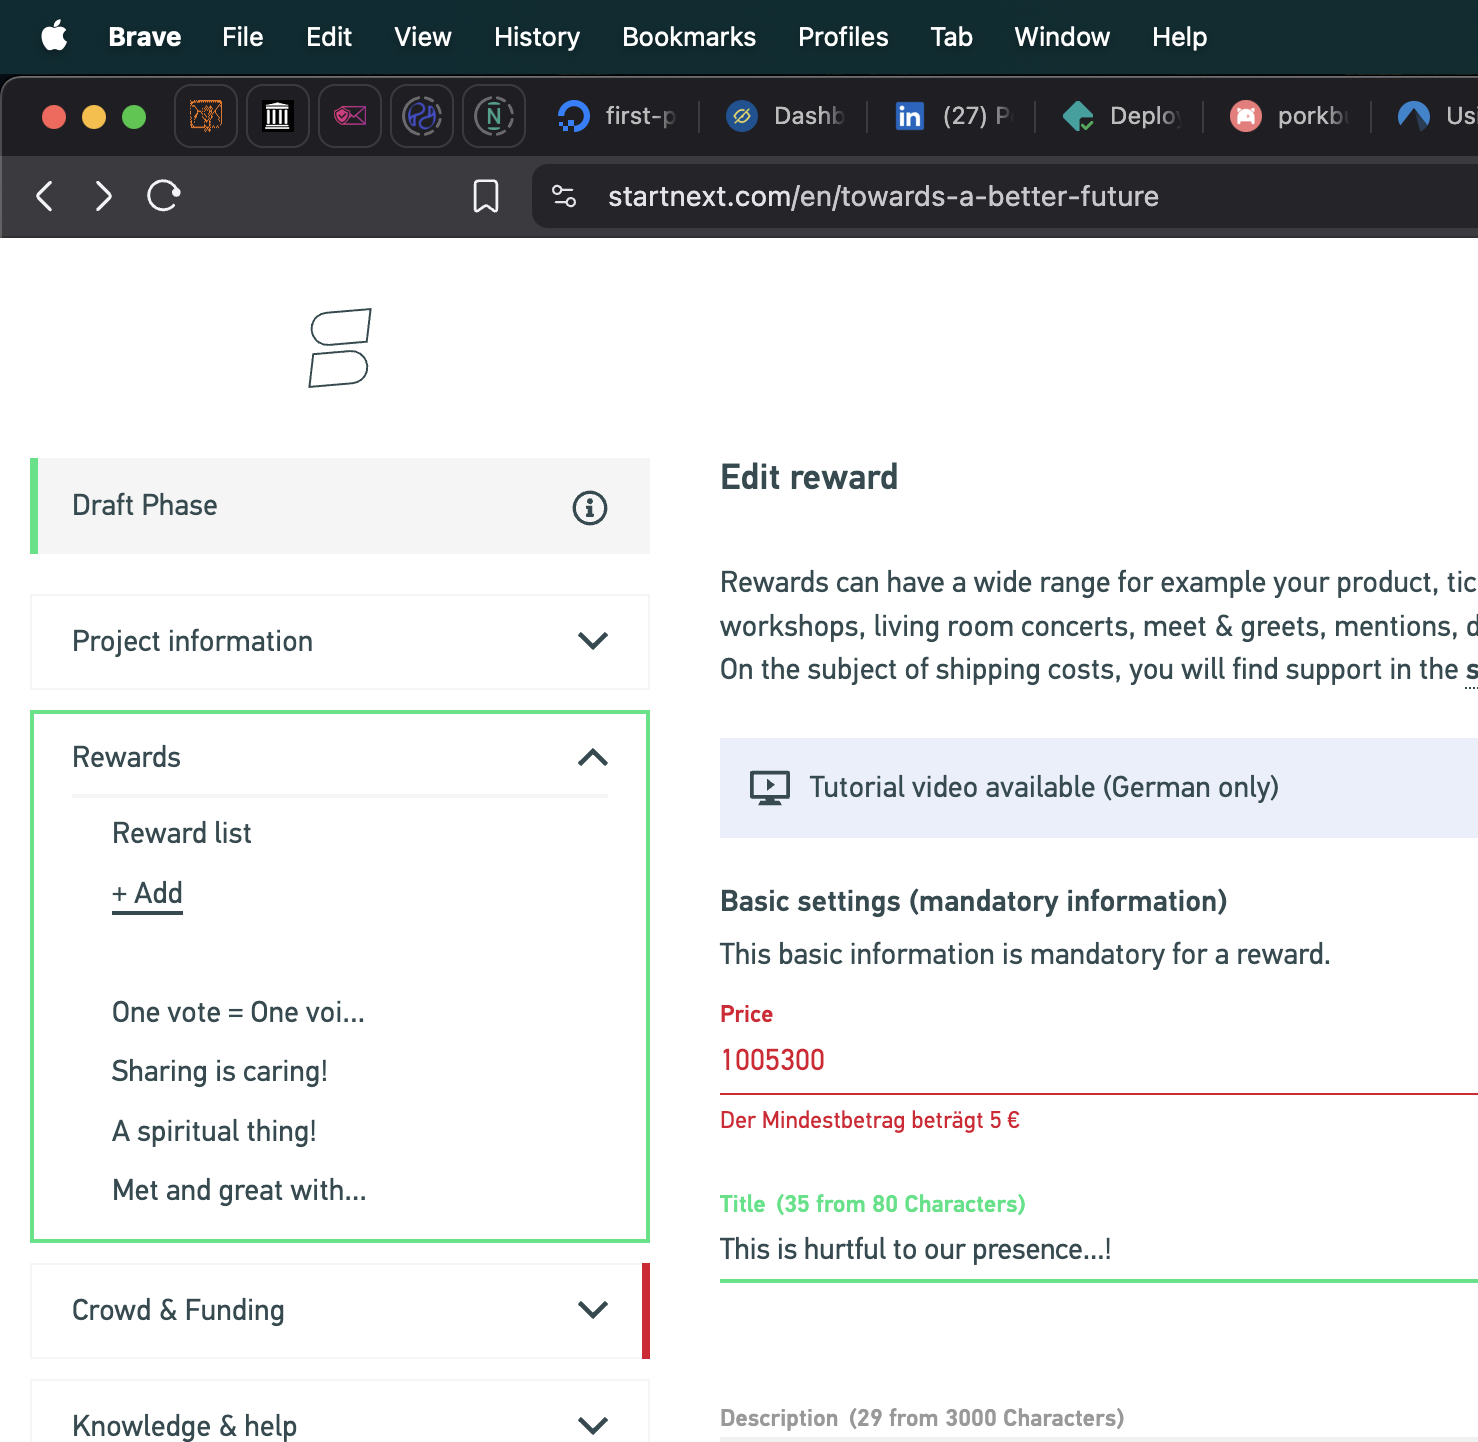 Brave File Edit View History Bookmarks Profiles Tab Window Help
N first-p Dashb in (27) P Deploy porkbu Usi
startnext.com/en/towards-a-better-future
Draft Phase
Project information
Rewards
Reward list
+ Add
One vote = One voi...
Sharing is caring!
A spiritual thing!
Met and great with...
Crowd & Funding
Knowledge & help
Edit reward
Rewards can have a wide range for example your product, tic
workshops, living room concerts, meet & greets, mentions, d
On the subject of shipping costs, you will find support in the s
Tutorial video available (German only)
Basic settings (mandatory information)
This basic information is mandatory for a reward.
Price
1005300
Der Mindestbetrag beträgt 5 €
Title (35 from 80 Characters)
This is hurtful to our presence...!
Description (29 from 3000 Characters)